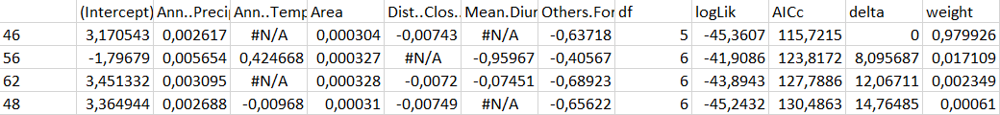 (Intercept) Ann..Precip Ann..Temp Area Dist..Clos.. Mean.Diur Others.For df logLik AICc delta weight
46 3,170543 0,002617 #N/A 0,000304 -0,00743 #N/A -0,63718 5 -45,3607 115,7215 0 0,979926
56 -1,79679 0,005654 0,424668 0,000327 #N/A -0,95967 -0,40567 6 -41,9086 123,8172 8,095687 0,017109
62 3,451332 0,003095 #N/A 0,000328 -0,0072 -0,07451 -0,68923 6 -43,8943 127,7886 12,06711 0,002349
48 3,364944 0,002688 -0,00968 0,00031 -0,00749 #N/A -0,65622 6 -45,2432 130,4863 14,76485 0,00061